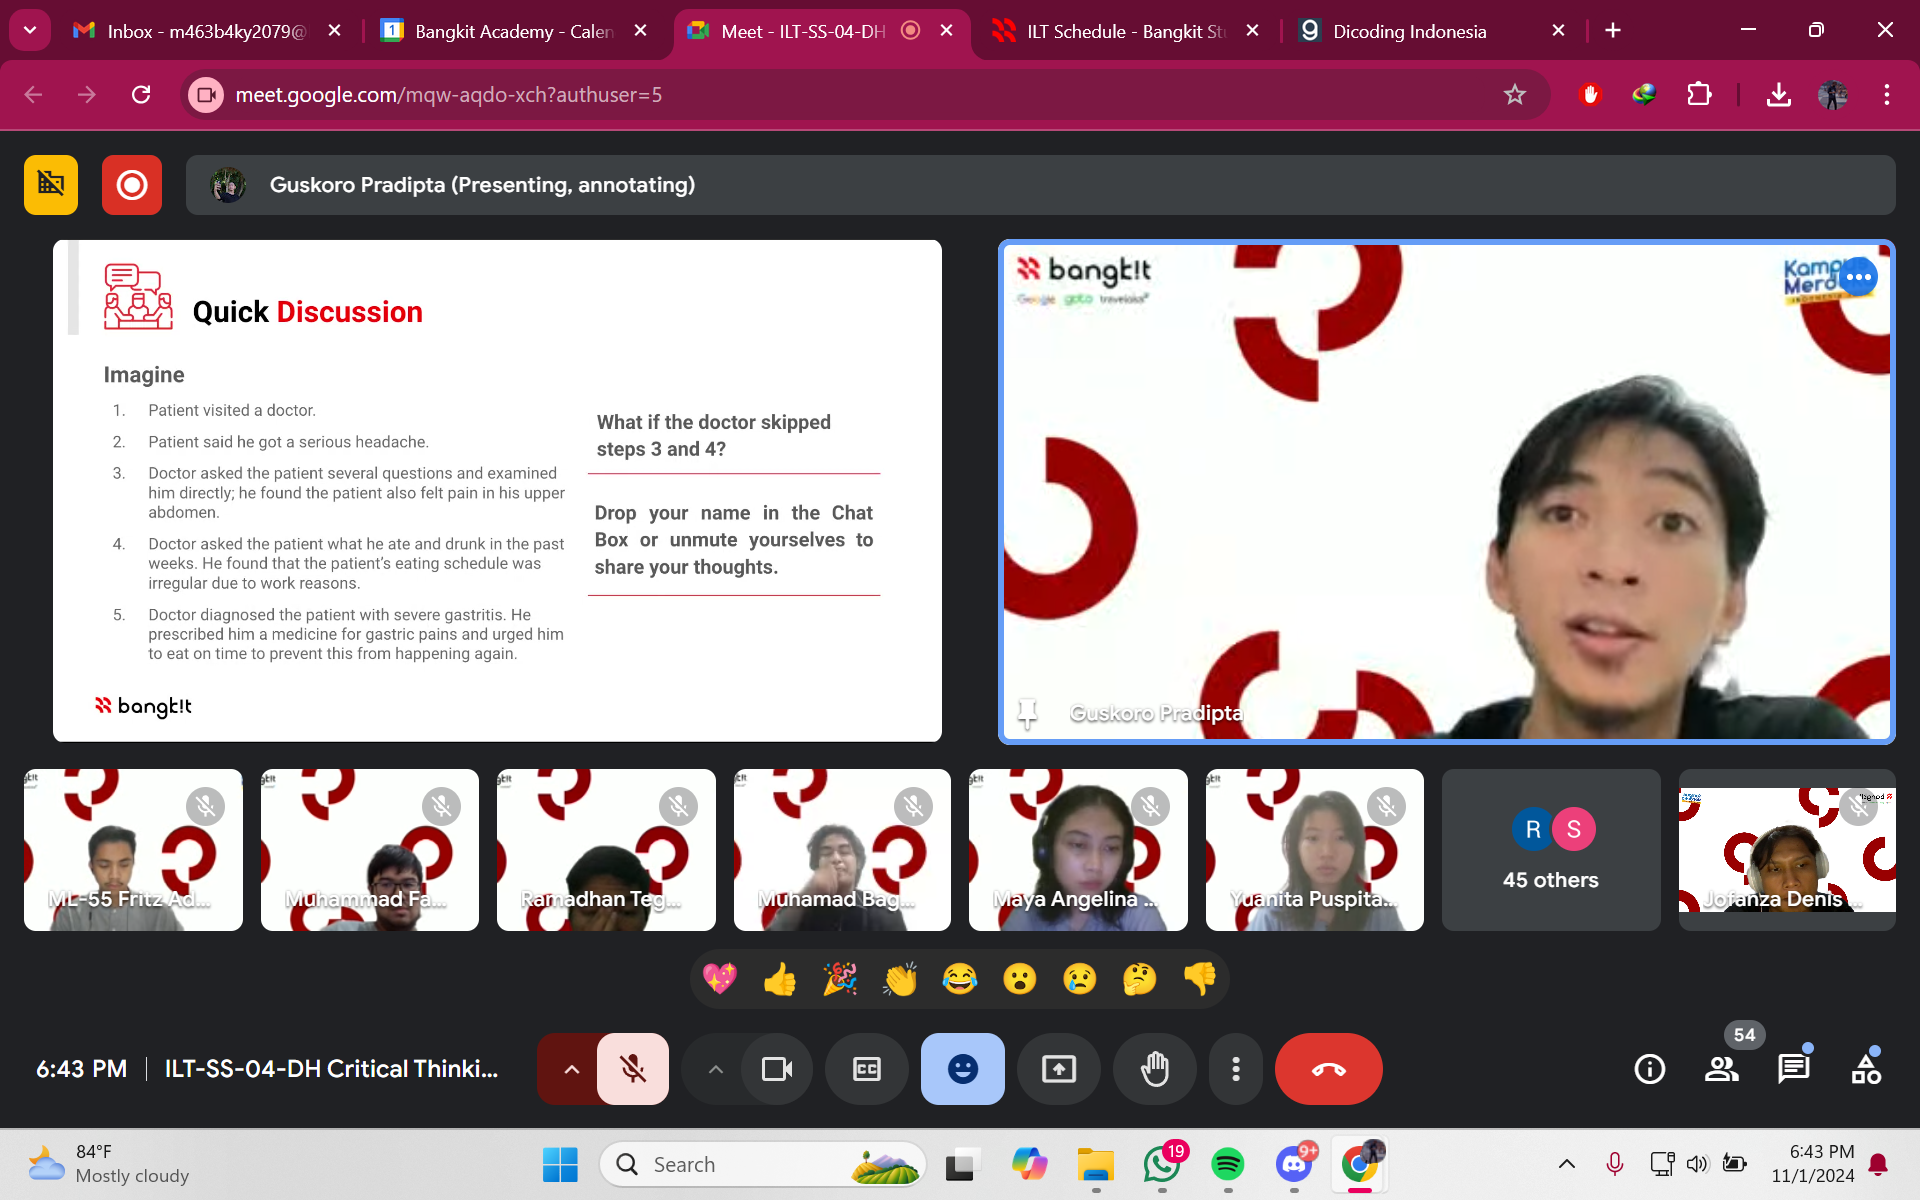 Inbox - m463b4ky2079@
Bangkit Academy - Calen
Meet - ILT-SS-04-DH
ILT Schedule - Bangkit Stu
Dicoding Indonesia
meet.google.com/mqw-aqdo-xch?authuser=5
Guskoro Pradipta (Presenting, annotating)
Quick Discussion
Imagine
1. Patient visited a doctor.
2. Patient said he got a serious headache.
3. Doctor asked the patient several questions and examined
him directly; he found the patient also felt pain in his upper
abdomen.
4. Doctor asked the patient what he ate and drunk in the past
weeks. He found that the patient's eating schedule was
irregular due to work reasons.
5. Doctor diagnosed the patient with severe gastritis. He
prescribed him a medicine for gastric pains and urged him
to eat on time to prevent this from happening again.
What if the doctor skipped
steps 3 and 4?
Drop your name in the Chat
Box or unmute yourselves to
share your thoughts.
bangk!t
bangk!t
Google goto traveloka
Kampus
Merdeka
INDONESIA
Guskoro Pradipta
ML-55 Fritz Ad...
Muhammad Fa...
Ramadhan Teg...
Muhamad Bag...
Maya Angelina ...
Yuanita Puspita...
R S
45 others
Jofanza Denis ...
6:43 PM
ILT-SS-04-DH Critical Thinki...
CC
54
84°F
Mostly cloudy
Search
19
9+
6:43 PM
11/1/2024